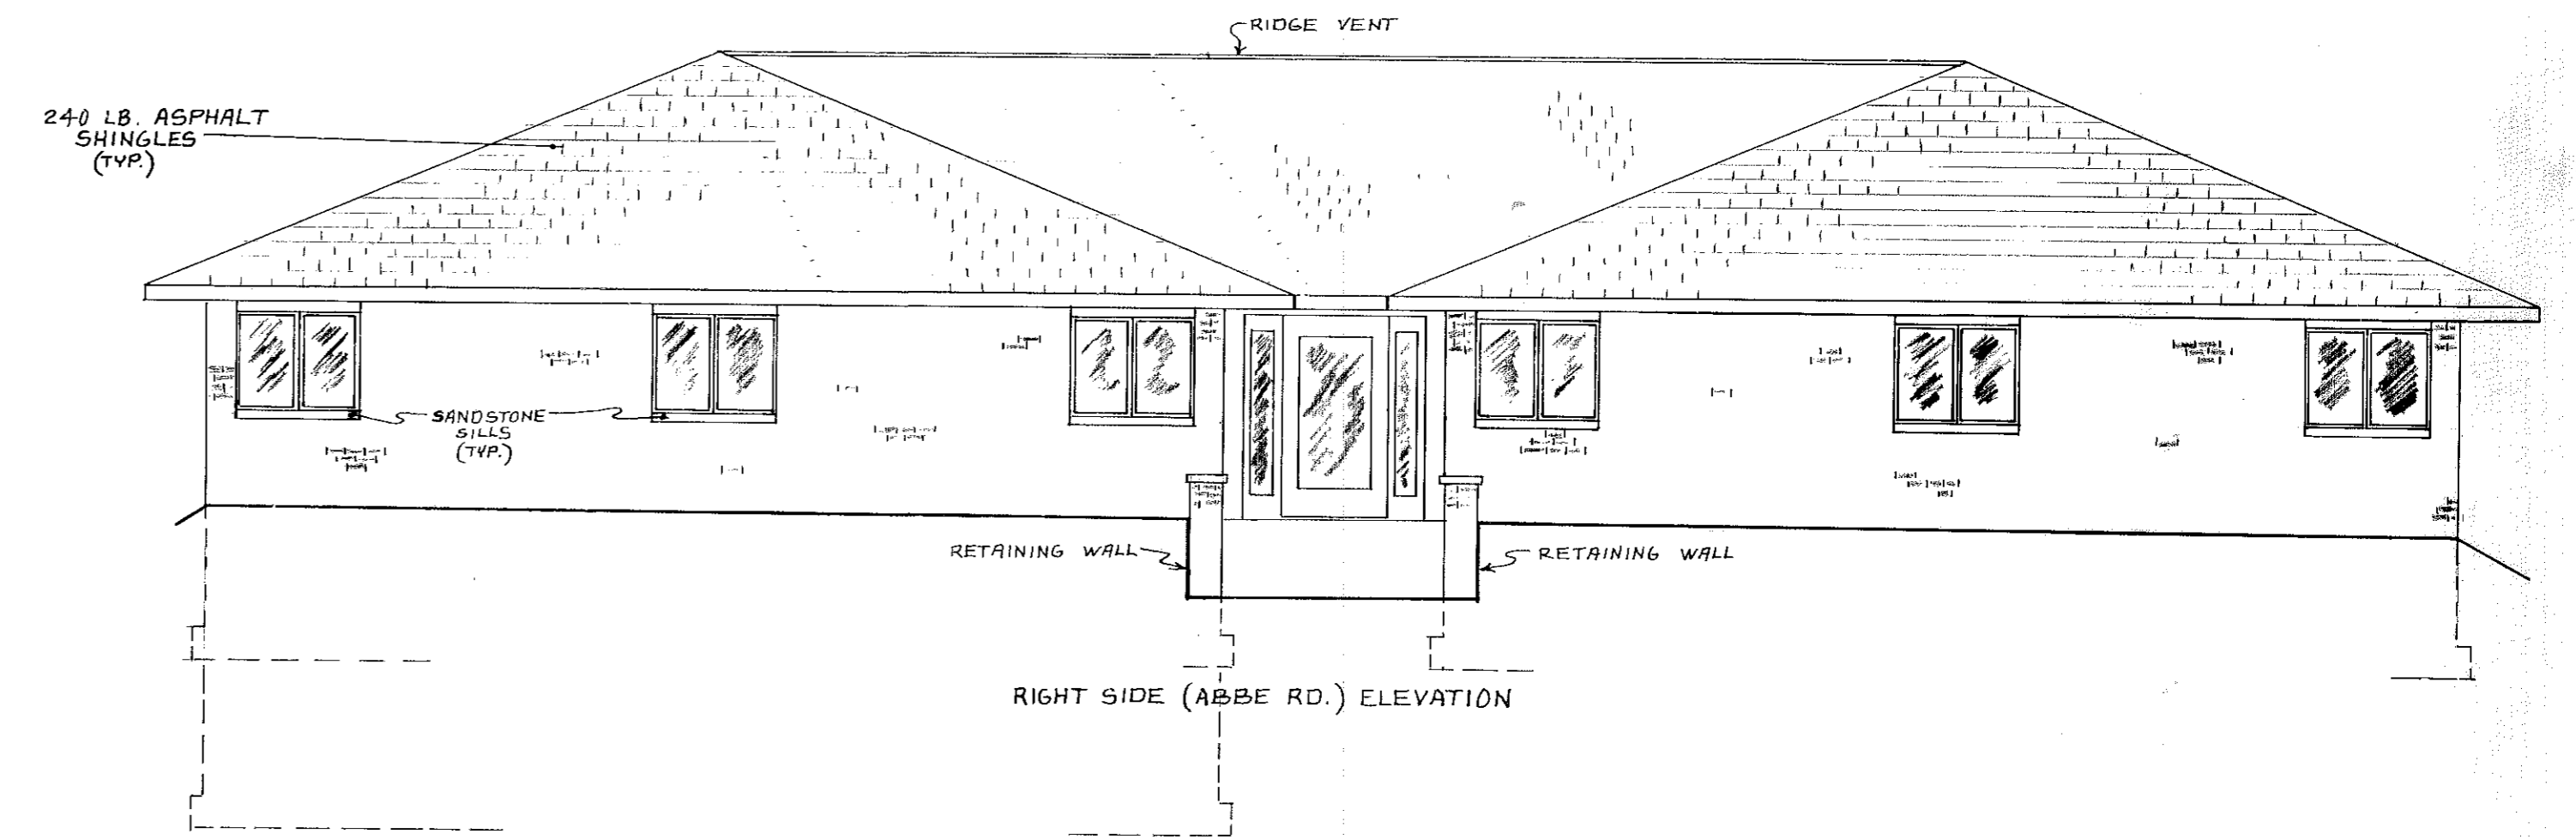 RIDGE VENT
240 LB. ASPHALT
SHINGLES
(TYP.)
SANDSTONE
SILLS
(TYP.)
RETAINING WALL
RETAINING WALL
RIGHT SIDE (ABBE RD.) ELEVATION